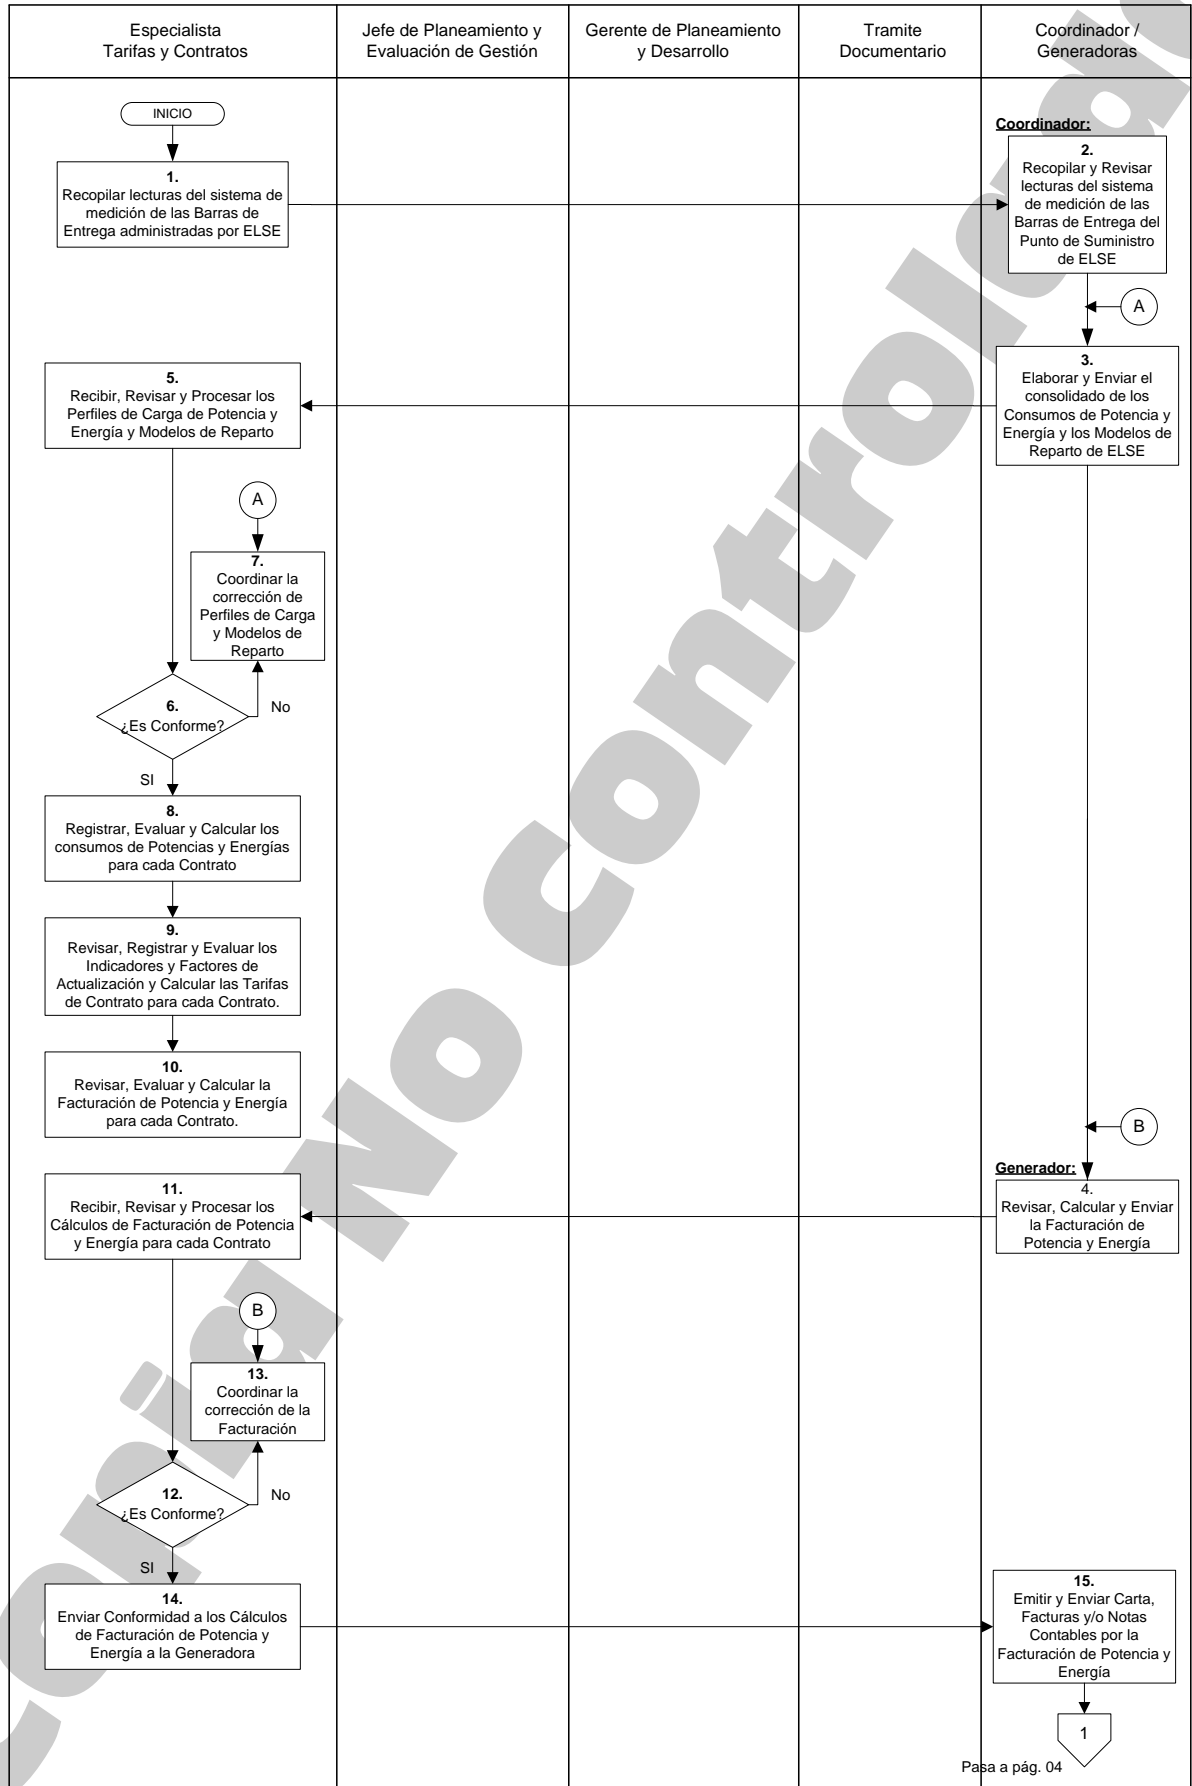 Especialista
Tarifas y Contratos
Jefe de Planeamiento y
Evaluación de Gestión
Gerente de Planeamiento
y Desarrollo
Tramite
Documentario
Coordinador /
Generadoras
INICIO
1.
Recopilar lecturas del sistema de
medición de las Barras de
Entrega administradas por ELSE
Coordinador:
2.
Recopilar y Revisar
lecturas del sistema
de medición de las
Barras de Entrega del
Punto de Suministro
de ELSE
A
3.
Elaborar y Enviar el
consolidado de los
Consumos de Potencia y
Energía y los Modelos de
Reparto de ELSE
5.
Recibir, Revisar y Procesar los
Perfiles de Carga de Potencia y
Energía y Modelos de Reparto
A
7.
Coordinar la
corrección de
Perfiles de Carga
y Modelos de
Reparto
6.
¿Es Conforme?
No
SI
8.
Registrar, Evaluar y Calcular los
consumos de Potencias y Energías
para cada Contrato
9.
Revisar, Registrar y Evaluar los
Indicadores y Factores de
Actualización y Calcular las Tarifas
de Contrato para cada Contrato.
10.
Revisar, Evaluar y Calcular la
Facturación de Potencia y Energía
para cada Contrato.
B
Generador:
4.
Revisar, Calcular y Enviar
la Facturación de
Potencia y Energía
11.
Recibir, Revisar y Procesar los
Cálculos de Facturación de Potencia
y Energía para cada Contrato
B
13.
Coordinar la
corrección de la
Facturación
12.
¿Es Conforme?
No
SI
14.
Enviar Conformidad a los Cálculos
de Facturación de Potencia y
Energía a la Generadora
15.
Emitir y Enviar Carta,
Facturas y/o Notas
Contables por la
Facturación de Potencia y
Energía
1
Pasa a pág. 04
Copia No Controlada